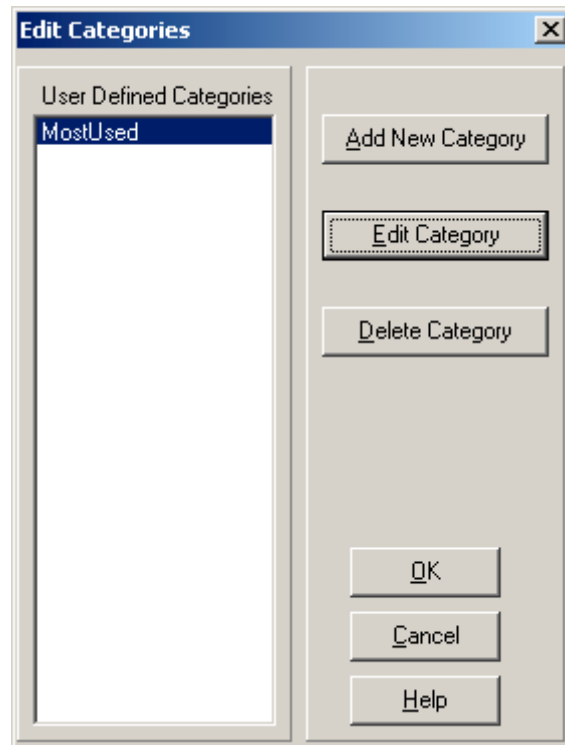 Edit Categories
User Defined Categories
MostUsed
Add New Category
Edit Category
Delete Category
OK
Cancel
Help